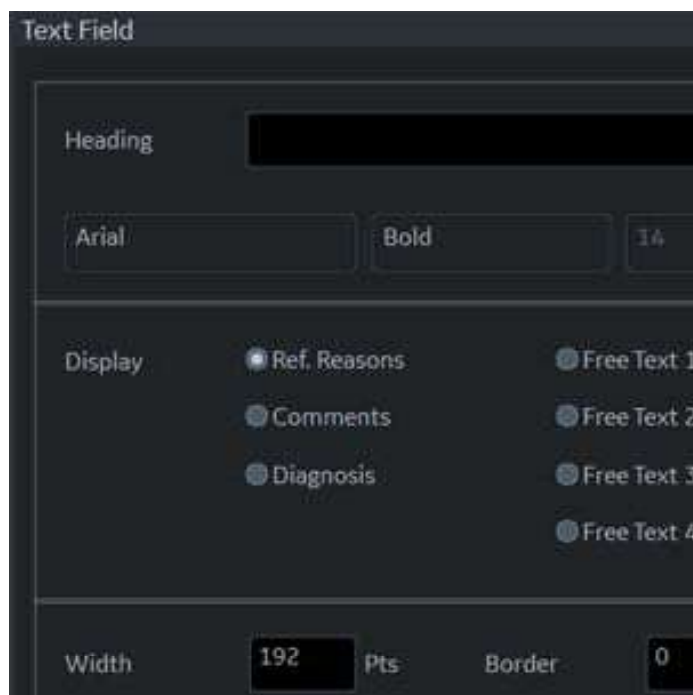 Text Field
Heading
Arial Bold 14
Display Ref. Reasons Free Text 1
Comments Free Text 2
Diagnosis Free Text 3
Free Text 4
Width 192 Pts Border 0